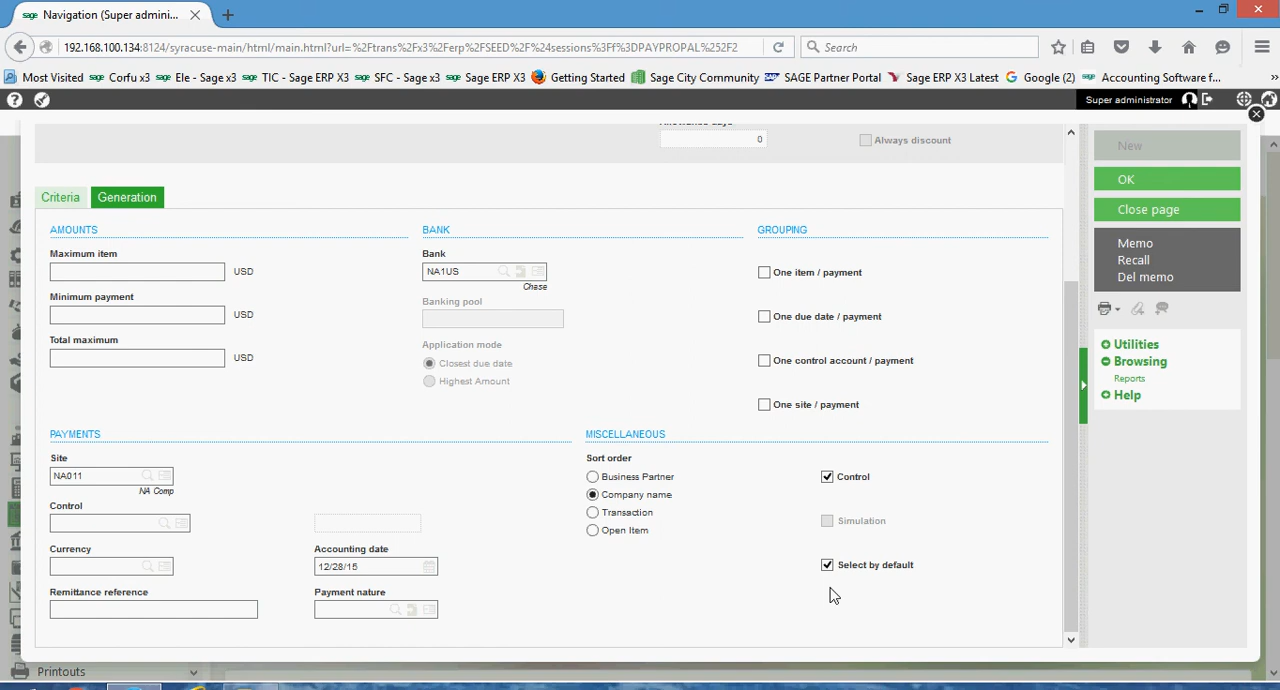 sage Navigation (Super admini...
192.168.100.134:8124/syracuse-main/html/main.html?url=%2Ftrans%2Fx3%2Ferp%2FSEED%2F%24sessions%3Ff%3DPAYPROPAL%252F2
Search
Most Visited sage Corfu x3 sage Ele - Sage x3 sage TIC - Sage ERP X3 sage SFC - Sage x3 sage Sage ERP X3 Getting Started Sage City Community SAGE Partner Portal Sage ERP X3 Latest Google (2) sage Accounting Software f... »
Super administrator
0 Always discount
New
OK
Close page
Memo
Recall
Del memo
Utilities
Browsing
Reports
Help
Criteria Generation
AMOUNTS
Maximum item
USD
Minimum payment
USD
Total maximum
USD
BANK
Bank
NA1US
Chase
Banking pool
Application mode
Closest due date
Highest Amount
GROUPING
One item / payment
One due date / payment
One control account / payment
One site / payment
PAYMENTS
Site
NA011
NA Comp
Control
Currency
Accounting date
12/28/15
Remittance reference
Payment nature
MISCELLANEOUS
Sort order
Business Partner
Company name
Transaction
Open Item
Control
Simulation
Select by default
Printouts